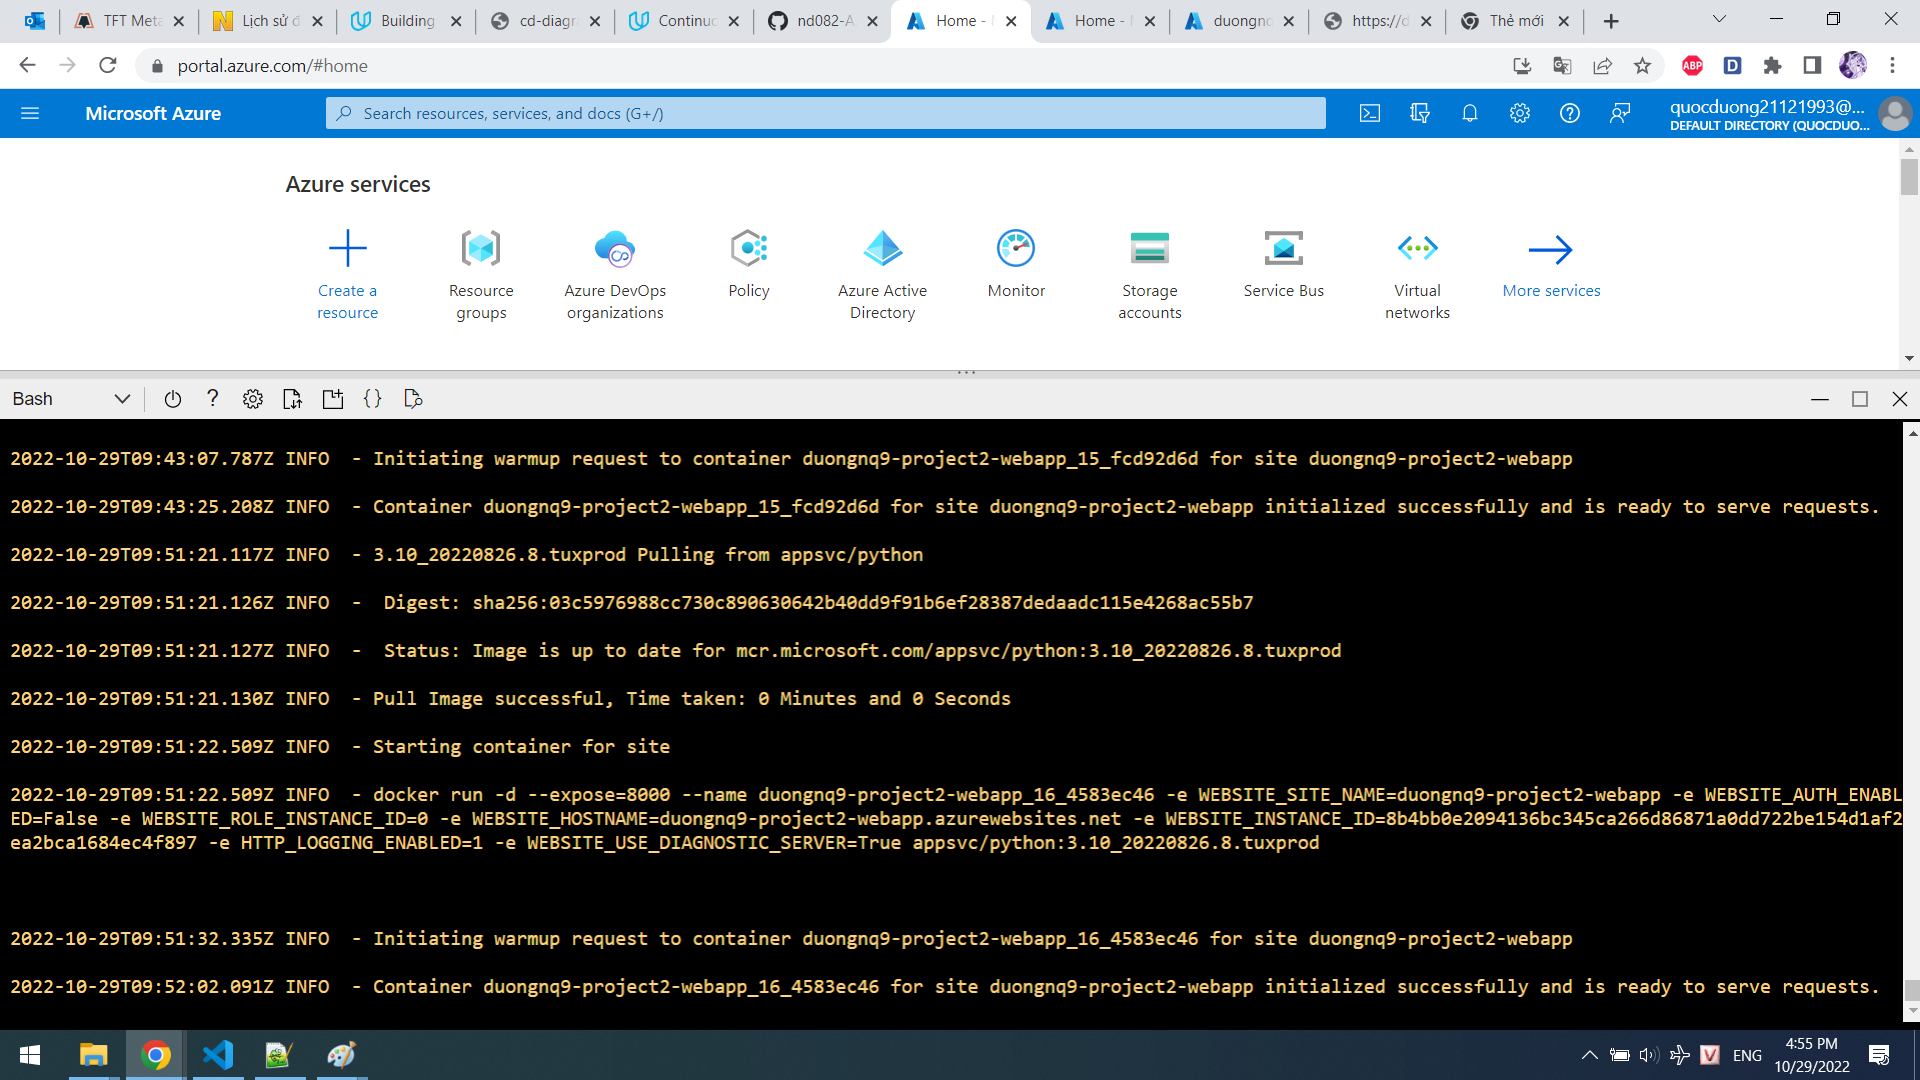 TFT Meta
Lịch sử đ
Building
cd-diagra
Continuo
nd082-A
Home - M
Home - M
duongnq
https://d
Thẻ mới
portal.azure.com/#home
ABP
D
Microsoft Azure
Search resources, services, and docs (G+/)
quocduong21121993@...
DEFAULT DIRECTORY (QUOCDUO...
Azure services
Create a resource
Resource groups
Azure DevOps organizations
Policy
Azure Active Directory
Monitor
Storage accounts
Service Bus
Virtual networks
More services
Bash
2022-10-29T09:43:07.787Z INFO  - Initiating warmup request to container duongnq9-project2-webapp_15_fcd92d6d for site duongnq9-project2-webapp
2022-10-29T09:43:25.208Z INFO  - Container duongnq9-project2-webapp_15_fcd92d6d for site duongnq9-project2-webapp initialized successfully and is ready to serve requests.
2022-10-29T09:51:21.117Z INFO  - 3.10_20220826.8.tuxprod Pulling from appsvc/python
2022-10-29T09:51:21.126Z INFO  -  Digest: sha256:03c5976988cc730c890630642b40dd9f91b6ef28387dedaadc115e4268ac55b7
2022-10-29T09:51:21.127Z INFO  -  Status: Image is up to date for mcr.microsoft.com/appsvc/python:3.10_20220826.8.tuxprod
2022-10-29T09:51:21.130Z INFO  - Pull Image successful, Time taken: 0 Minutes and 0 Seconds
2022-10-29T09:51:22.509Z INFO  - Starting container for site
2022-10-29T09:51:22.509Z INFO  - docker run -d --expose=8000 --name duongnq9-project2-webapp_16_4583ec46 -e WEBSITE_SITE_NAME=duongnq9-project2-webapp -e WEBSITE_AUTH_ENABL
ED=False -e WEBSITE_ROLE_INSTANCE_ID=0 -e WEBSITE_HOSTNAME=duongnq9-project2-webapp.azurewebsites.net -e WEBSITE_INSTANCE_ID=8b4bb0e2094136bc345ca266d86871a0dd722be154d1af2
ea2bca1684ec4f897 -e HTTP_LOGGING_ENABLED=1 -e WEBSITE_USE_DIAGNOSTIC_SERVER=True appsvc/python:3.10_20220826.8.tuxprod
2022-10-29T09:51:32.335Z INFO  - Initiating warmup request to container duongnq9-project2-webapp_16_4583ec46 for site duongnq9-project2-webapp
2022-10-29T09:52:02.091Z INFO  - Container duongnq9-project2-webapp_16_4583ec46 for site duongnq9-project2-webapp initialized successfully and is ready to serve requests.
ENG
4:55 PM
10/29/2022